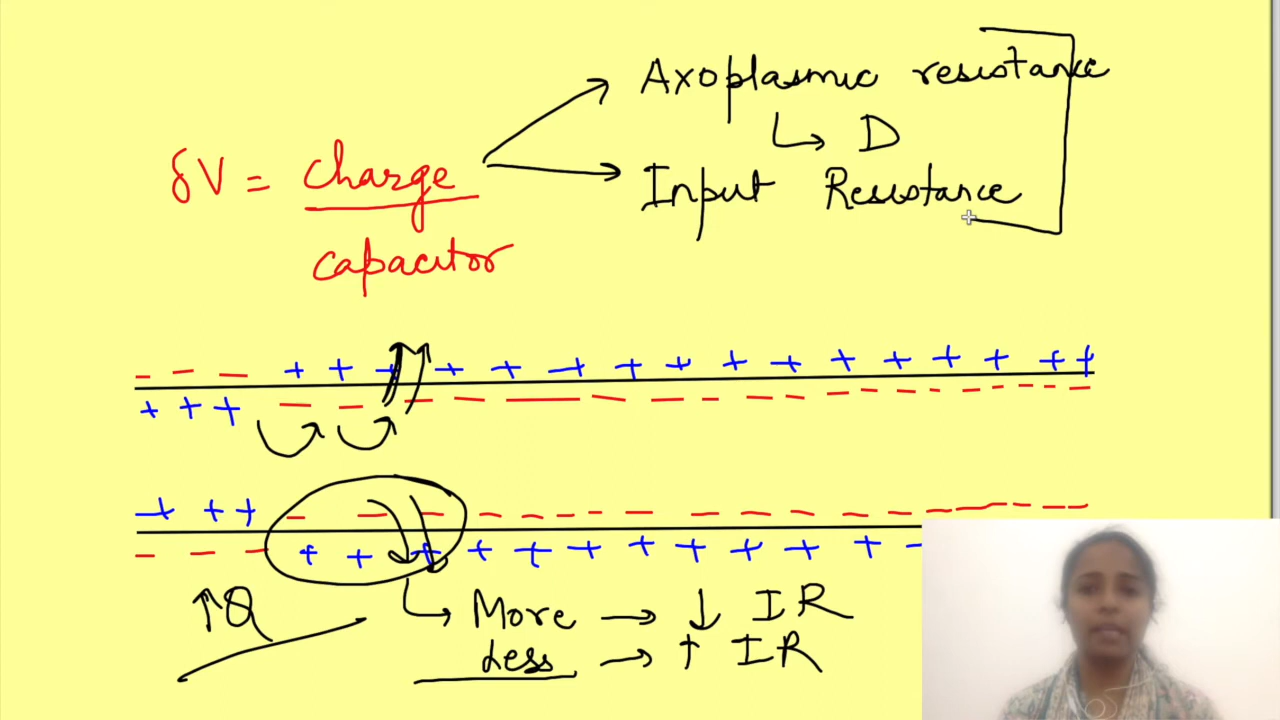 Axoplasmic resistance
↳ D
δV = charge
capacitor
Input Resistance
- - - + + + + + + + + + + + + + + + +
+ + + - - - - - - - - - - - - - -
+ + + - - - - - - - - - - - - -
- - - + + + + + + + + + + + -
↑Q
↳ More → ↓ IR
Less → ↑ IR